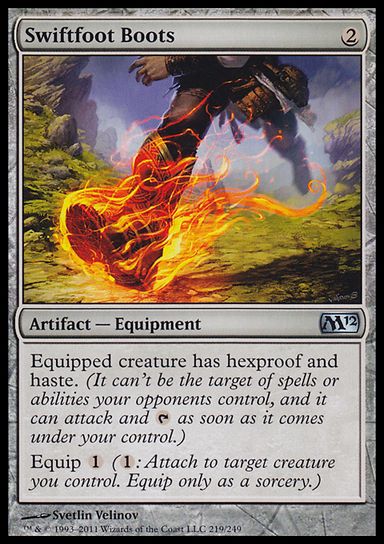 Swiftfoot Boots 2
Artifact — Equipment M12
Equipped creature has hexproof and
haste. (It can't be the target of spells or
abilities your opponents control, and it
can attack and as soon as it comes
under your control.)
Equip 1 (1: Attach to target creature
you control. Equip only as a sorcery.)
Svetlin Velinov
™ & © 1993–2011 Wizards of the Coast LLC 219/249